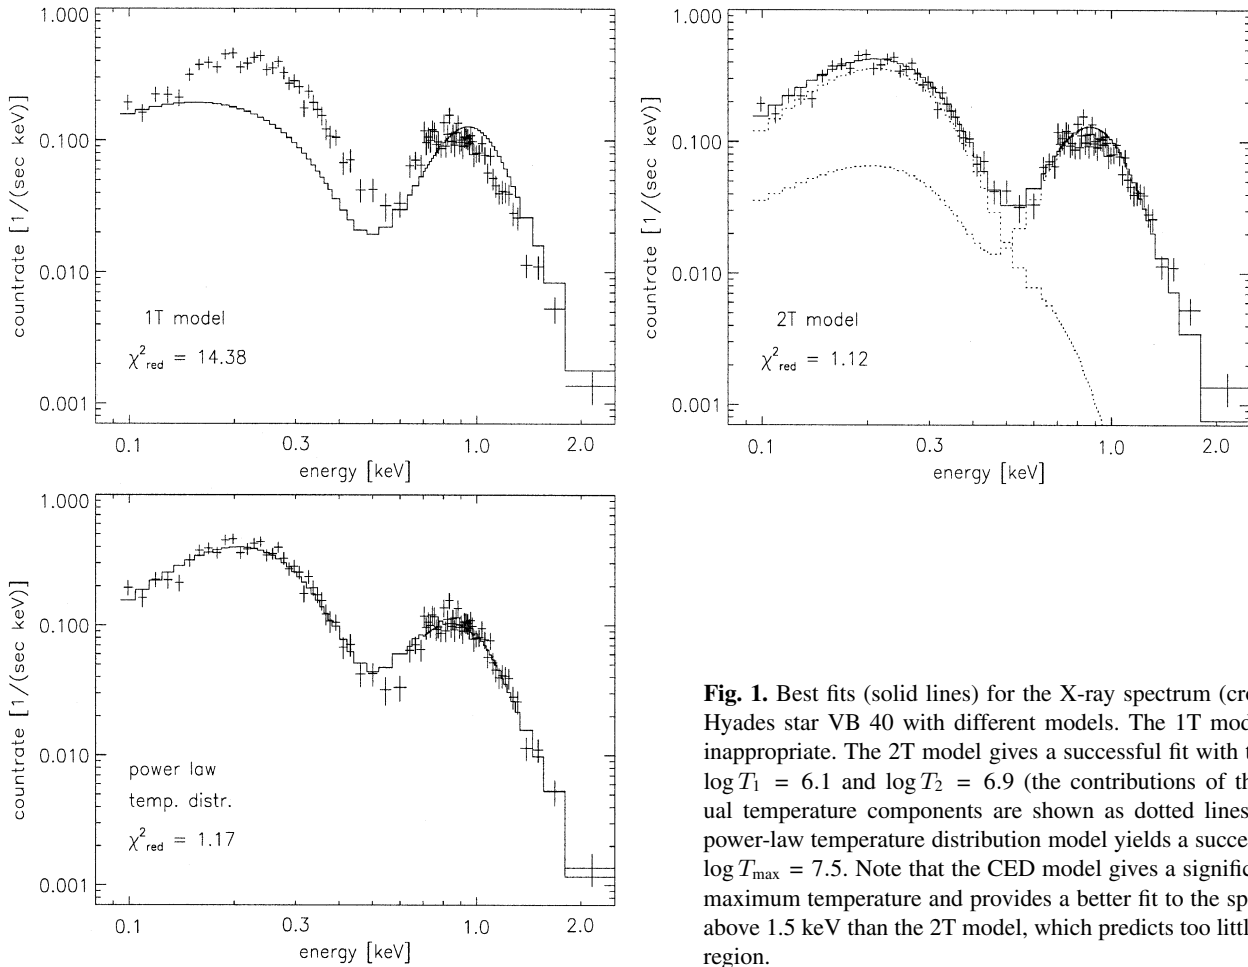 1.000
0.100
0.010
0.001
countrate [1/(sec keV)]
1T model
χ²red = 14.38
0.1 0.3 1.0 2.0
energy [keV]
1.000
0.100
0.010
0.001
countrate [1/(sec keV)]
2T model
χ²red = 1.12
0.1 0.3 1.0 2.0
energy [keV]
1.000
0.100
0.010
0.001
countrate [1/(sec keV)]
power law
temp. distr.
χ²red = 1.17
0.1 0.3 1.0 2.0
energy [keV]
Fig. 1. Best fits (solid lines) for the X-ray spectrum (cro
Hyades star VB 40 with different models. The 1T mod
inappropriate. The 2T model gives a successful fit with t
log T1 = 6.1 and log T2 = 6.9 (the contributions of th
ual temperature components are shown as dotted lines
power-law temperature distribution model yields a succe
log Tmax = 7.5. Note that the CED model gives a signific
maximum temperature and provides a better fit to the sp
above 1.5 keV than the 2T model, which predicts too littl
region.